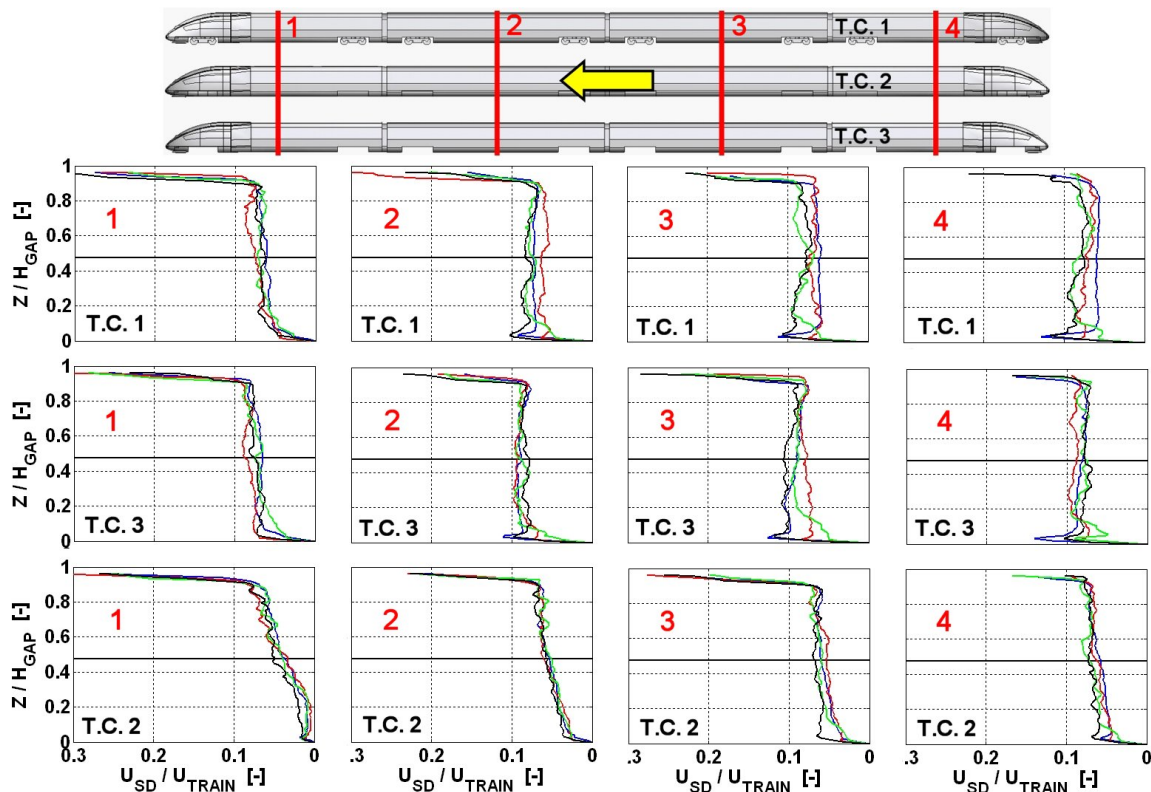 1 2 3 T.C. 1 4
T.C. 2
T.C. 3
Z / H_GAP [-]
1
0.8
0.6
0.4
0.2
0
1
T.C. 1
2
T.C. 1
3
T.C. 1
4
T.C. 1
Z / H_GAP [-]
1
0.8
0.6
0.4
0.2
0
1
T.C. 3
2
T.C. 3
3
T.C. 3
4
T.C. 3
Z / H_GAP [-]
1
0.8
0.6
0.4
0.2
0
1
T.C. 2
2
T.C. 2
3
T.C. 2
4
T.C. 2
0.3 0.2 0.1 0
.3 0.2 0.1 0
.3 0.2 0.1 0
.3 0.2 0.1 0
U_SD / U_TRAIN [-]
U_SD / U_TRAIN [-]
U_SD / U_TRAIN [-]
U_SD / U_TRAIN [-]